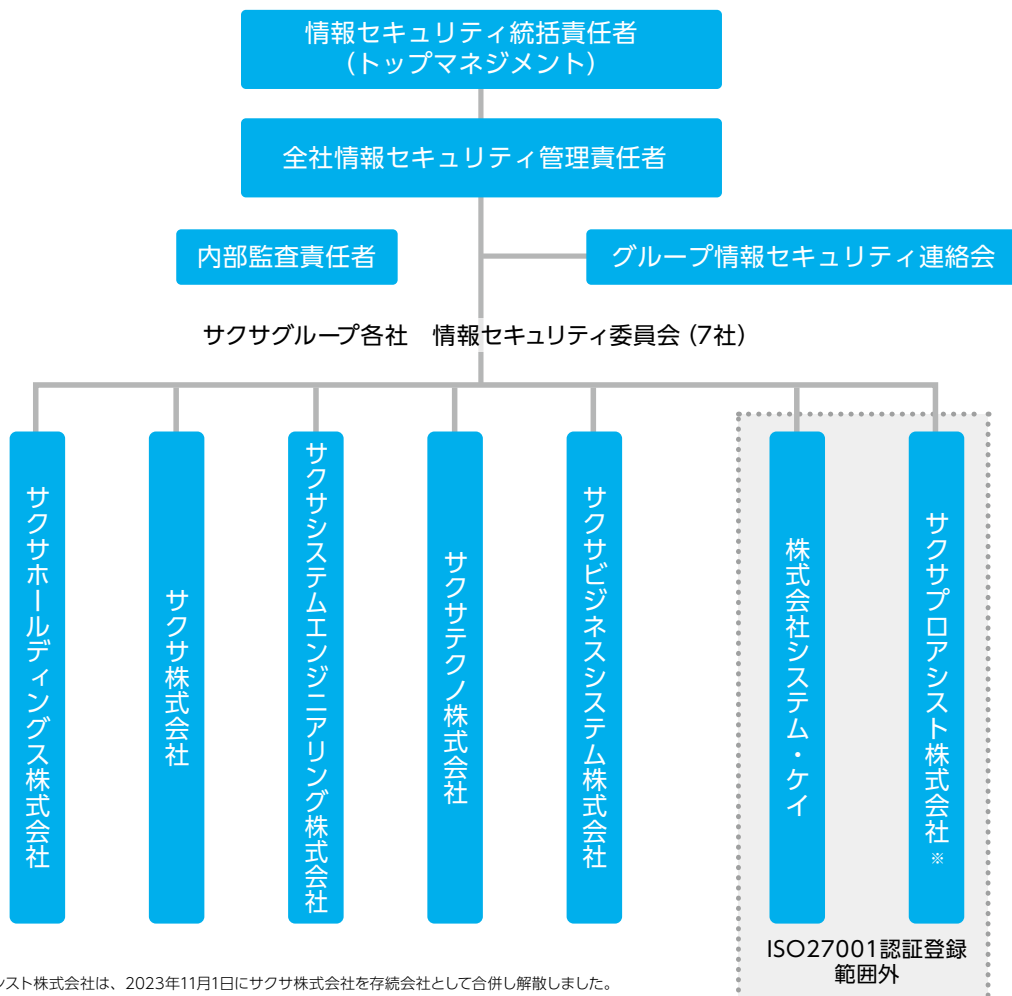 情報セキュリティ統括責任者
（トップマネジメント）
全社情報セキュリティ管理責任者
内部監査責任者
グループ情報セキュリティ連絡会
サクサグループ各社　情報セキュリティ委員会（7社）
サクサホールディングス株式会社
サクサ株式会社
サクサシステムエンジニアリング株式会社
サクサテクノ株式会社
サクサビジネスシステム株式会社
株式会社システム・ケイ
サクサプロアシスト株式会社※
ISO27001認証登録
範囲外
シスト株式会社は、2023年11月1日にサクサ株式会社を存続会社として合併し解散しました。